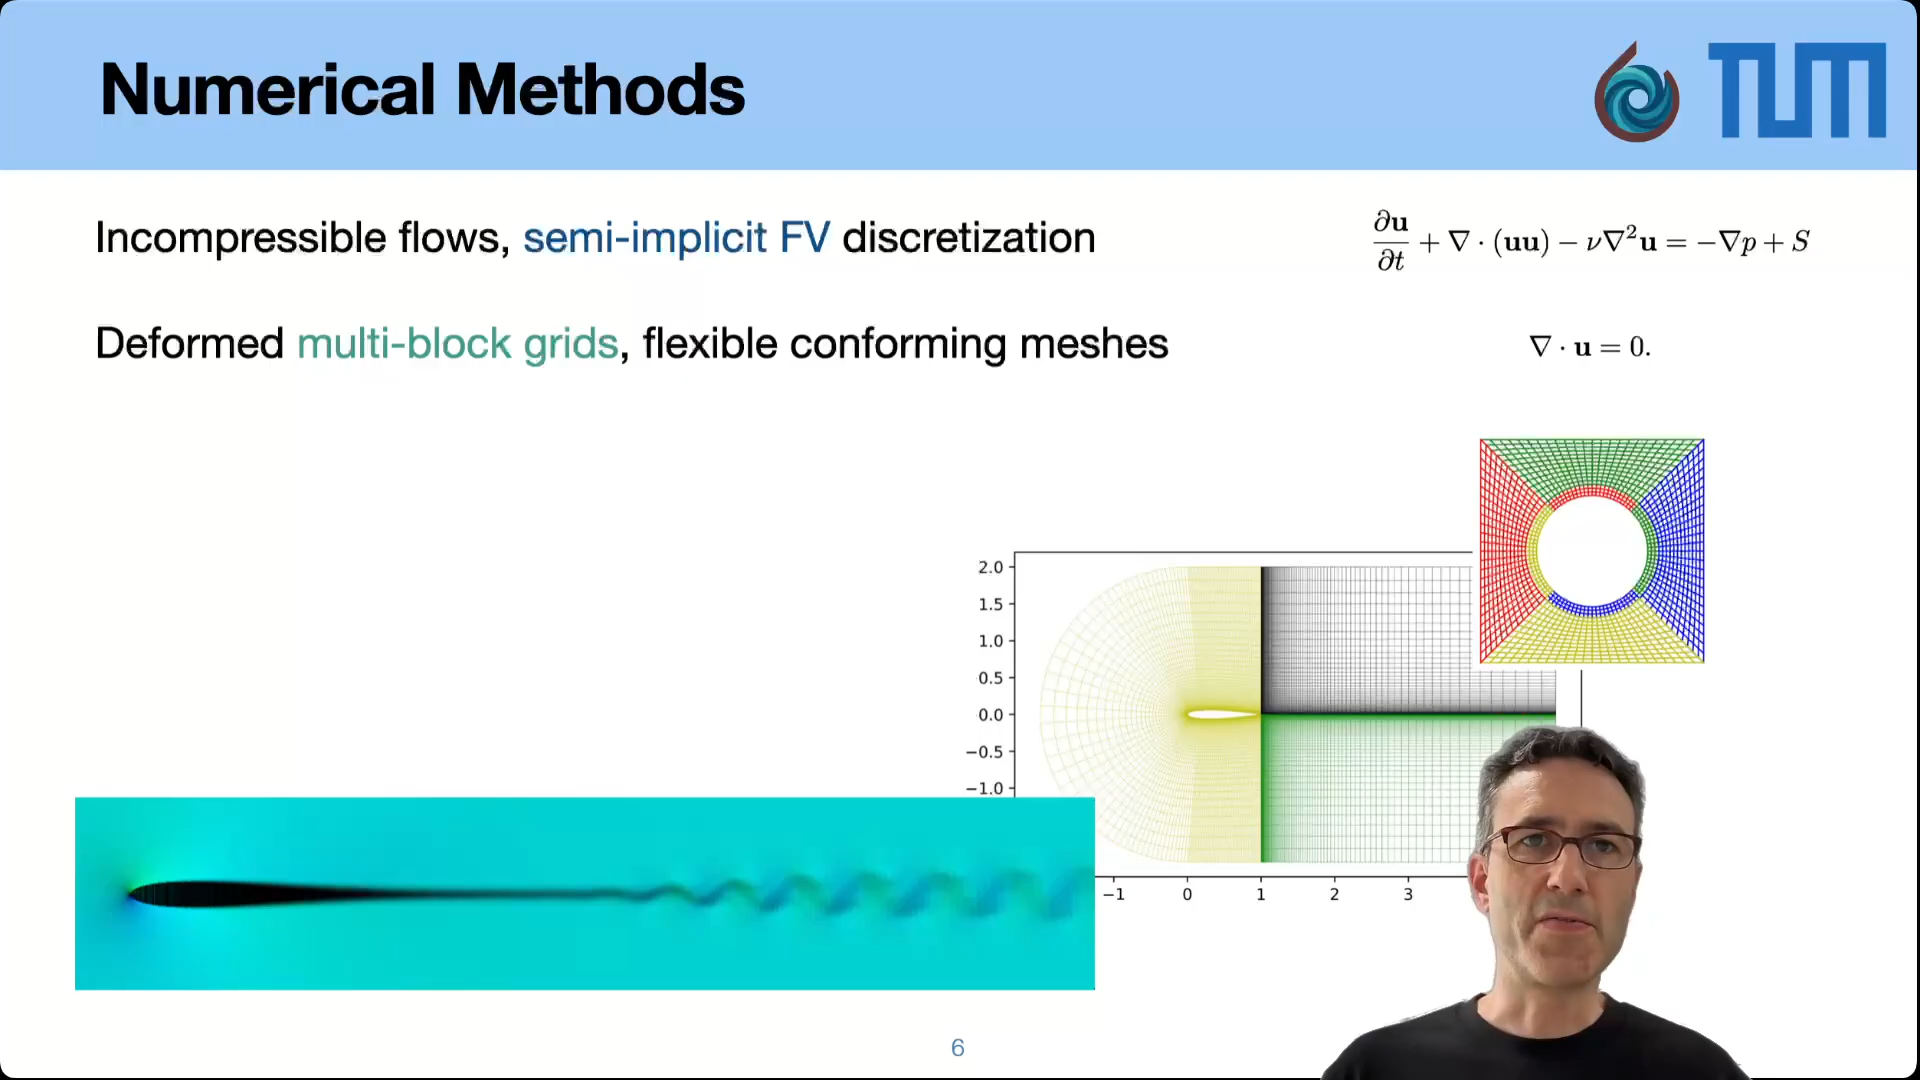 Numerical Methods
TUM
Incompressible flows, semi-implicit FV discretization
∂u/∂t + ∇ · (uu) − ν∇²u = −∇p + S
Deformed multi-block grids, flexible conforming meshes
∇ · u = 0.
2.0
1.5
1.0
0.5
0.0
−0.5
−1.0
−1 0 1 2 3
6